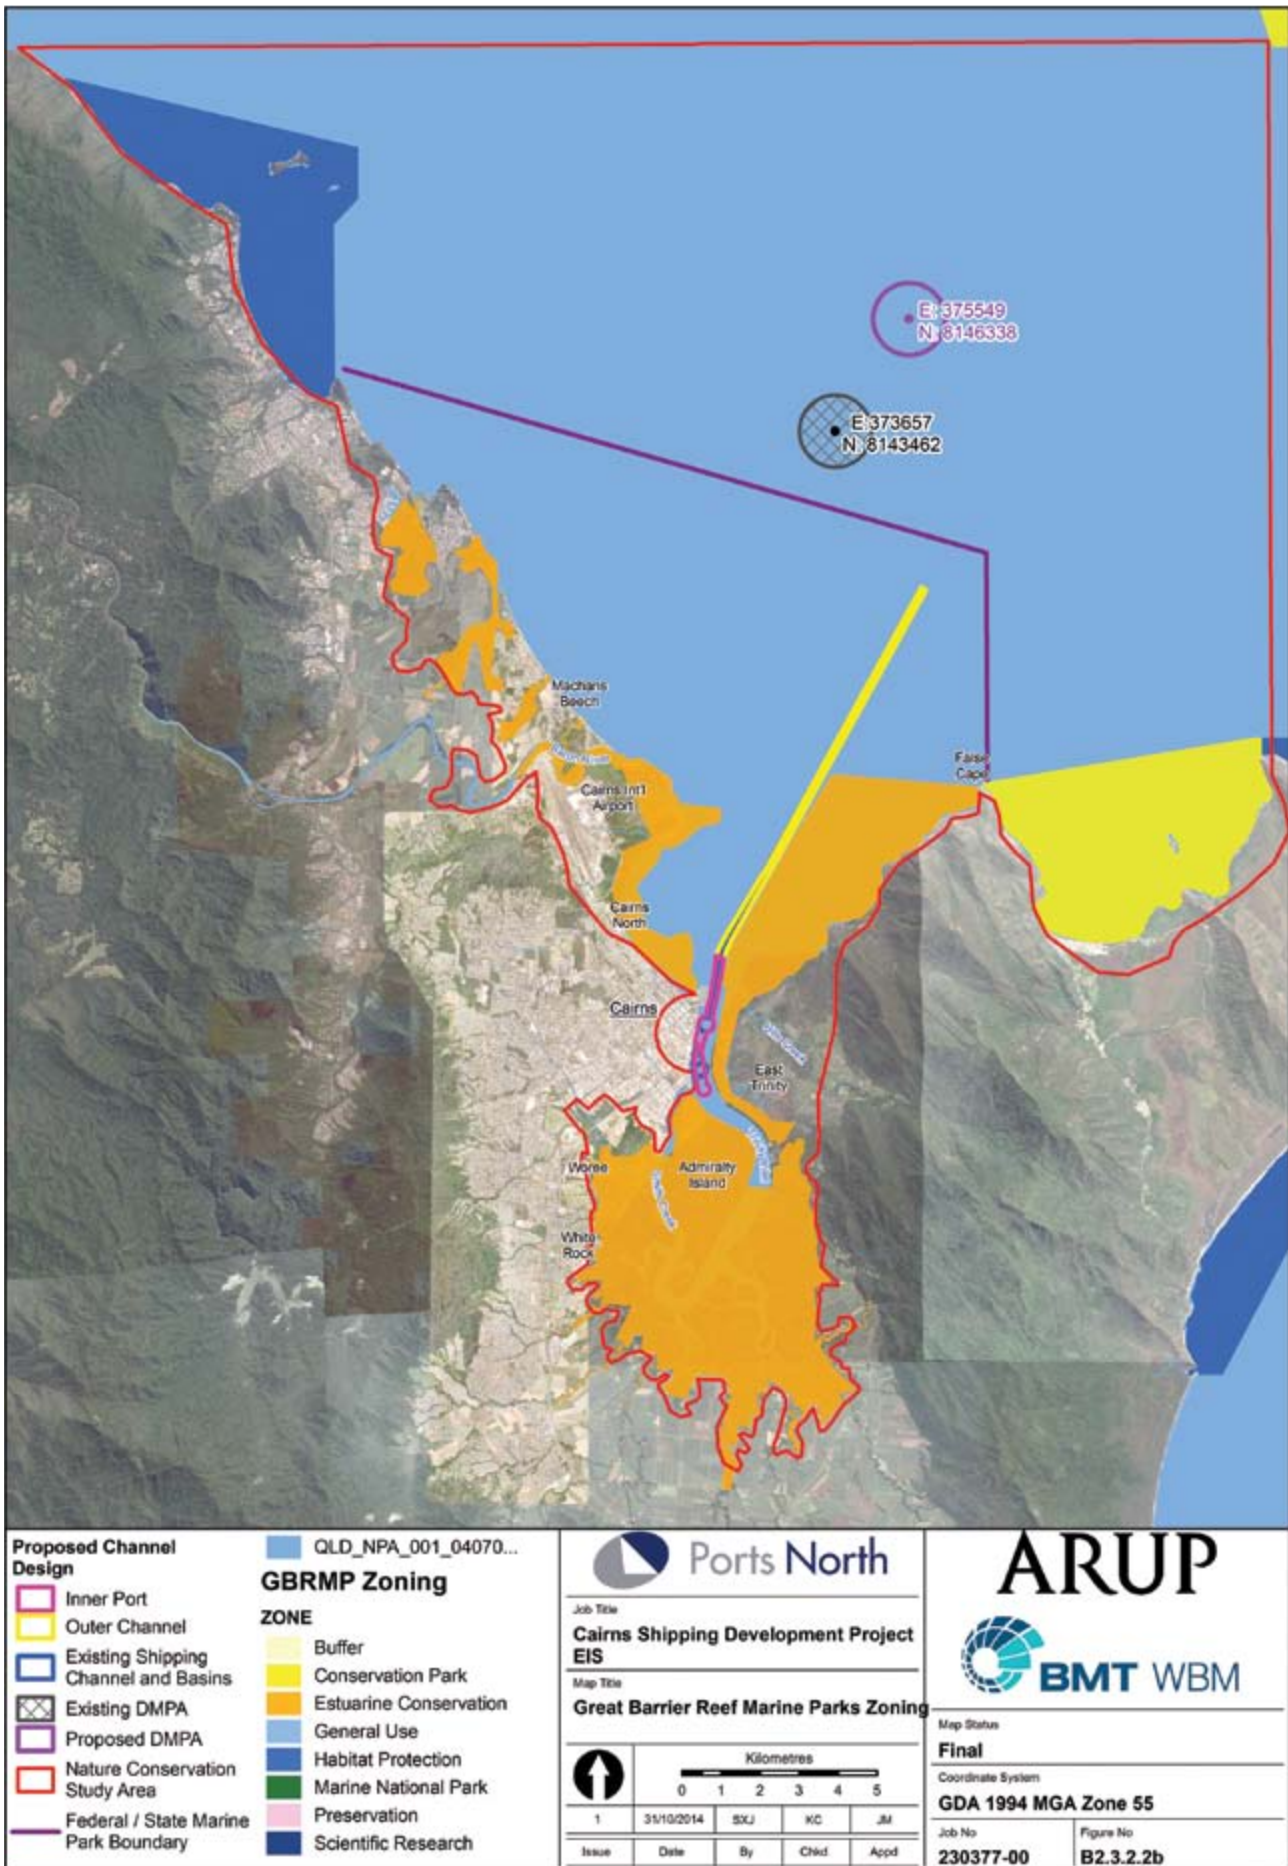 E: 375549
N: 8146338
E: 373657
N: 8143462
Machans
Beach
False
Cape
Cairns Int'l
Airport
Cairns
North
Cairns
East
Trinity
Woree
Admiralty
Island
White
Rock
Proposed Channel
Design
Inner Port
Outer Channel
Existing Shipping
Channel and Basins
Existing DMPA
Proposed DMPA
Nature Conservation
Study Area
Federal / State Marine
Park Boundary
QLD_NPA_001_04070...
GBRMP Zoning
ZONE
Buffer
Conservation Park
Estuarine Conservation
General Use
Habitat Protection
Marine National Park
Preservation
Scientific Research
Ports North
Job Title
Cairns Shipping Development Project
EIS
Map Title
Great Barrier Reef Marine Parks Zoning
Kilometres
0 1 2 3 4 5
1 31/10/2014 SXJ KC JM
Issue Date By Chkd Appd
ARUP
BMT WBM
Map Status
Final
Coordinate System
GDA 1994 MGA Zone 55
Job No
230377-00
Figure No
B2.3.2.2b